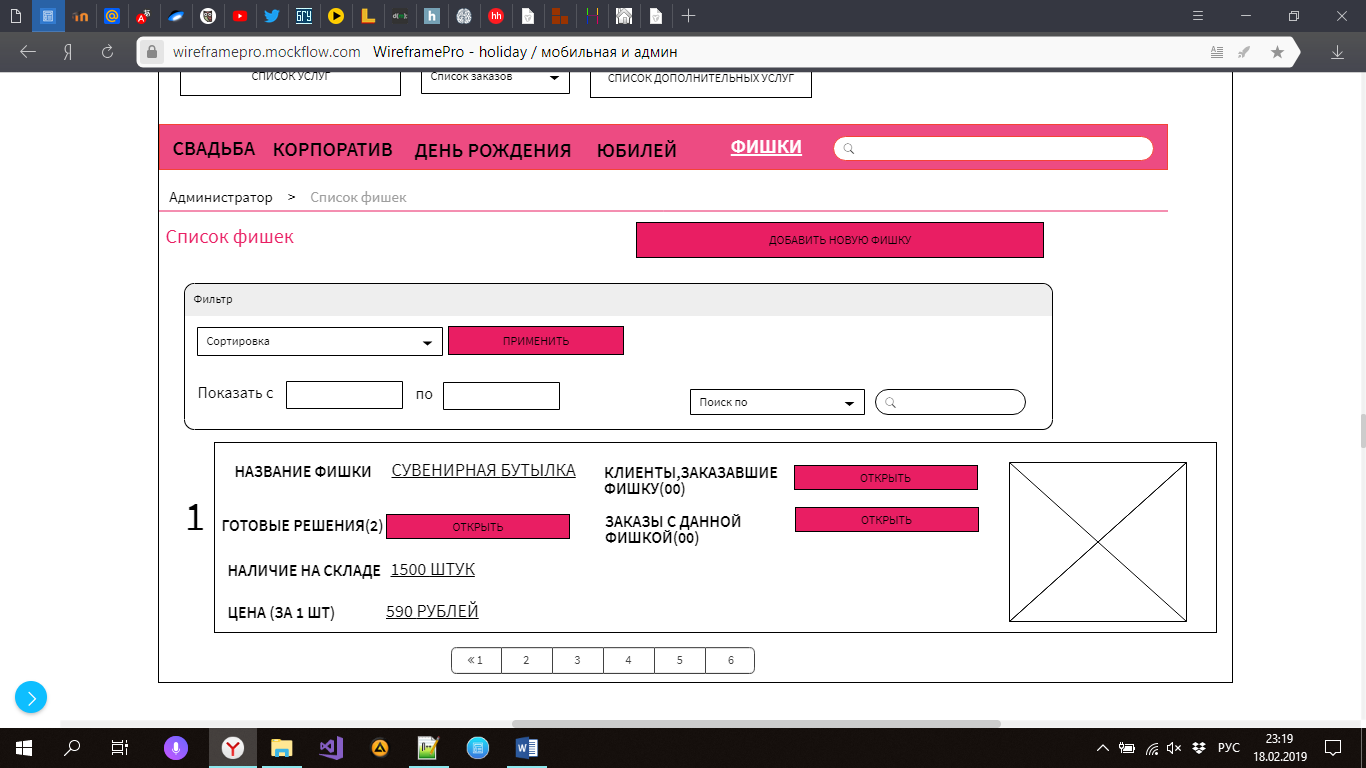 wireframepro.mockflow.com WireframePro - holiday / мобильная и админ
СПИСОК УСЛУГ
Список заказов
СПИСОК ДОПОЛНИТЕЛЬНЫХ УСЛУГ
СВАДЬБА КОРПОРАТИВ ДЕНЬ РОЖДЕНИЯ ЮБИЛЕЙ ФИШКИ
Администратор > Список фишек
Список фишек
ДОБАВИТЬ НОВУЮ ФИШКУ
Фильтр
Сортировка
ПРИМЕНИТЬ
Показать с
по
Поиск по
1
НАЗВАНИЕ ФИШКИ СУВЕНИРНАЯ БУТЫЛКА
ГОТОВЫЕ РЕШЕНИЯ(2) ОТКРЫТЬ
НАЛИЧИЕ НА СКЛАДЕ 1500 ШТУК
ЦЕНА (ЗА 1 ШТ) 590 РУБЛЕЙ
КЛИЕНТЫ,ЗАКАЗАВШИЕ
ФИШКУ(00)
ОТКРЫТЬ
ЗАКАЗЫ С ДАННОЙ
ФИШКОЙ(00)
ОТКРЫТЬ
« 1 2 3 4 5 6
РУС
23:19
18.02.2019